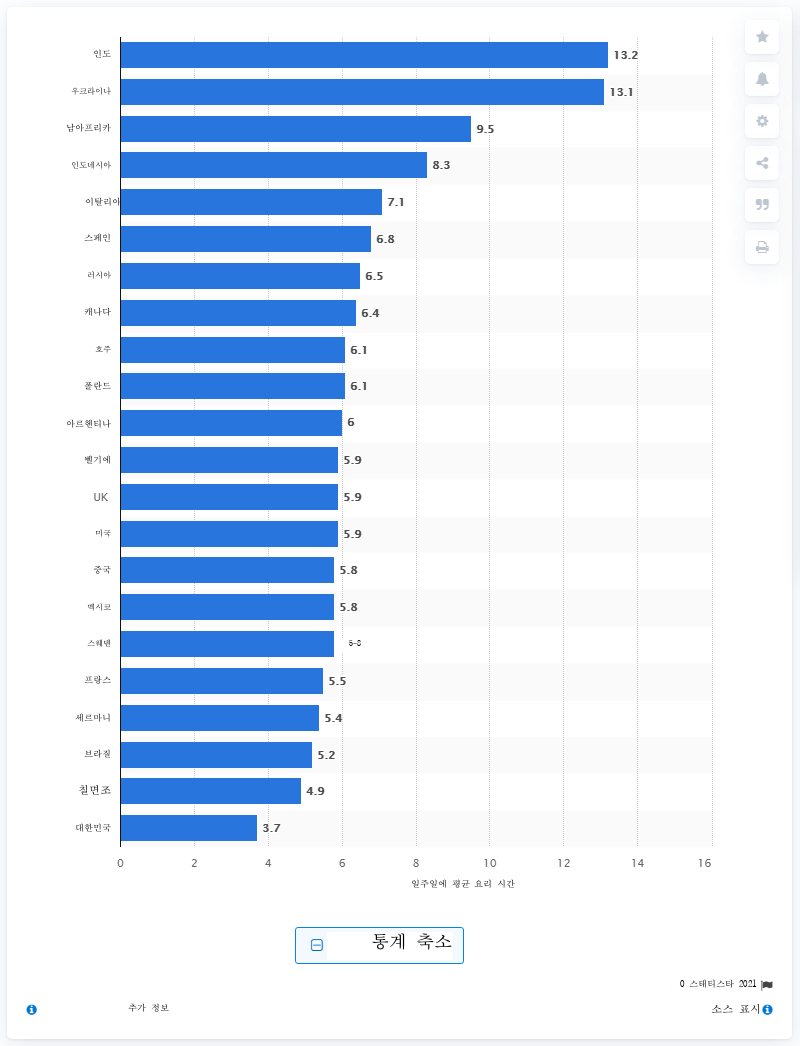 인도 13.2
우크라이나 13.1
남아프리카 9.5
인도네시아 8.3
이탈리아 7.1
스페인 6.8
러시아 6.5
캐나다 6.4
호주 6.1
폴란드 6.1
아르헨티나 6
벨기에 5.9
UK 5.9
미국 5.9
중국 5.8
멕시코 5.8
스웨덴 5-8
프랑스 5.5
세르마니 5.4
브라질 5.2
칠면조 4.9
대한민국 3.7
0 2 4 6 8 10 12 14 16
일주일에 평균 요리 시간
통계 축소
0 스태티스타 2021
추가 정보
소스 표시